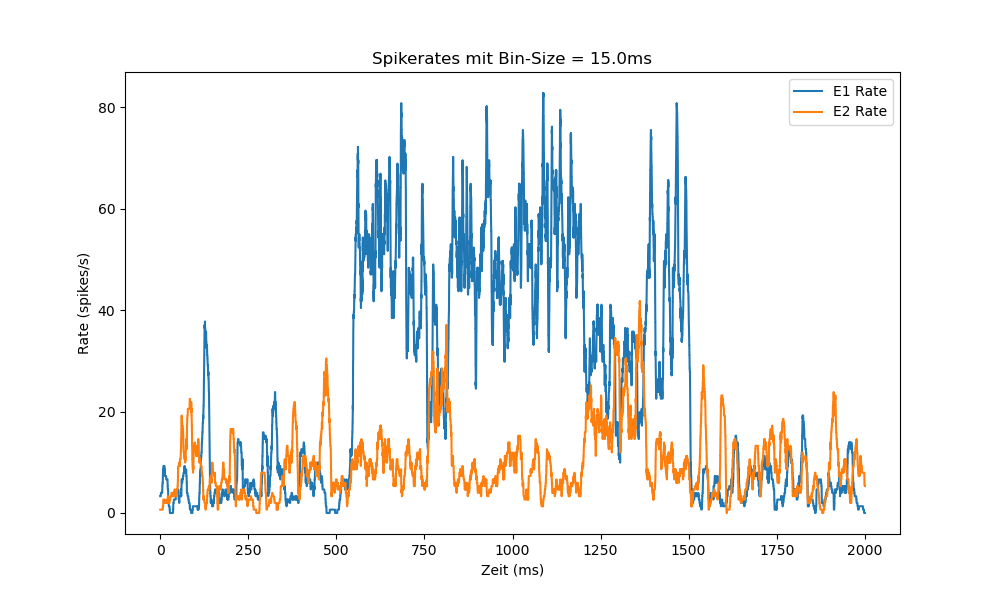 Spikerates mit Bin-Size = 15.0ms
E1 Rate
E2 Rate
Rate (spikes/s)
80
60
40
20
0
0 250 500 750 1000 1250 1500 1750 2000
Zeit (ms)